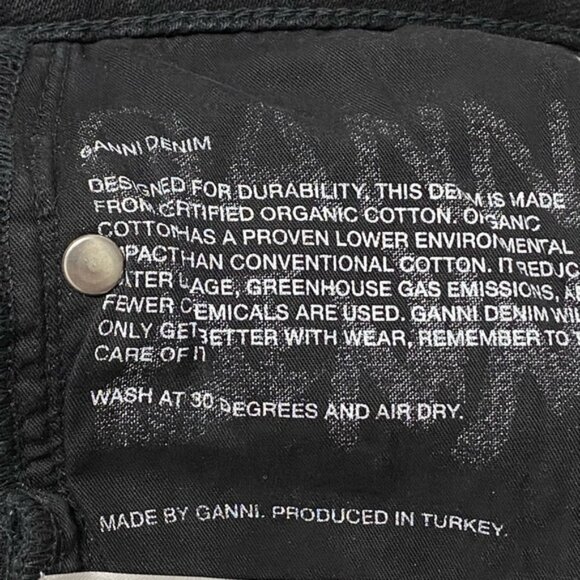 GANNI DENIM
DESIGNED FOR DURABILITY, THIS DENIM IS MADE
FROM CERTIFIED ORGANIC COTTON. ORGANIC
COTTON HAS A PROVEN LOWER ENVIRONMENTAL
IMPACT THAN CONVENTIONAL COTTON. IT REDUC
WATER USAGE, GREENHOUSE GAS EMISSIONS, AN
FEWER CHEMICALS ARE USED. GANNI DENIM WIL
ONLY GET BETTER WITH WEAR, REMEMBER TO
CARE OF IT
WASH AT 30 DEGREES AND AIR DRY.
MADE BY GANNI. PRODUCED IN TURKEY.